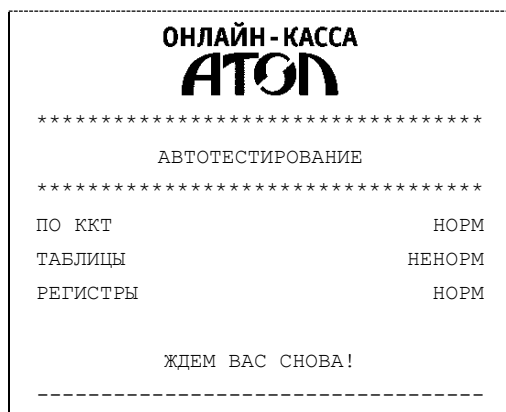 ОНЛАЙН-КАССА
АТОЛ
***********************************
АВТОТЕСТИРОВАНИЕ
***********************************
ПО ККТ НОРМ
ТАБЛИЦЫ НЕНОРМ
РЕГИСТРЫ НОРМ
ЖДЕМ ВАС СНОВА!
-----------------------------------